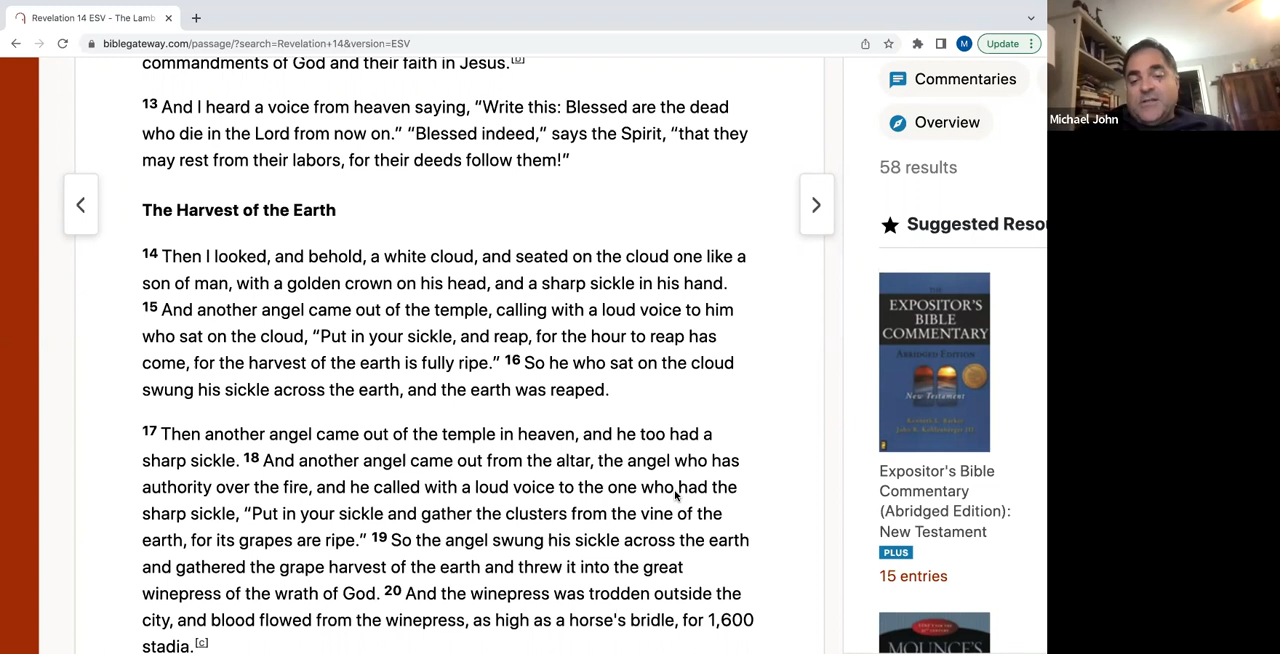 Revelation 14 ESV - The Lamb
biblegateway.com/passage/?search=Revelation+14&version=ESV
M
Update
commandments of God and their faith in Jesus.[b]
13 And I heard a voice from heaven saying, “Write this: Blessed are the dead
who die in the Lord from now on.” “Blessed indeed,” says the Spirit, “that they
may rest from their labors, for their deeds follow them!”
The Harvest of the Earth
14 Then I looked, and behold, a white cloud, and seated on the cloud one like a
son of man, with a golden crown on his head, and a sharp sickle in his hand.
15 And another angel came out of the temple, calling with a loud voice to him
who sat on the cloud, “Put in your sickle, and reap, for the hour to reap has
come, for the harvest of the earth is fully ripe.” 16 So he who sat on the cloud
swung his sickle across the earth, and the earth was reaped.
17 Then another angel came out of the temple in heaven, and he too had a
sharp sickle. 18 And another angel came out from the altar, the angel who has
authority over the fire, and he called with a loud voice to the one who had the
sharp sickle, “Put in your sickle and gather the clusters from the vine of the
earth, for its grapes are ripe.” 19 So the angel swung his sickle across the earth
and gathered the grape harvest of the earth and threw it into the great
winepress of the wrath of God. 20 And the winepress was trodden outside the
city, and blood flowed from the winepress, as high as a horse's bridle, for 1,600
stadia.[c]
Commentaries
Overview
58 results
Suggested Reso
THE
EXPOSITOR'S
BIBLE
COMMENTARY
ABRIDGED EDITION
New Testament
Expositor's Bible
Commentary
(Abridged Edition):
New Testament
PLUS
15 entries
MOUNCE'S
Michael John